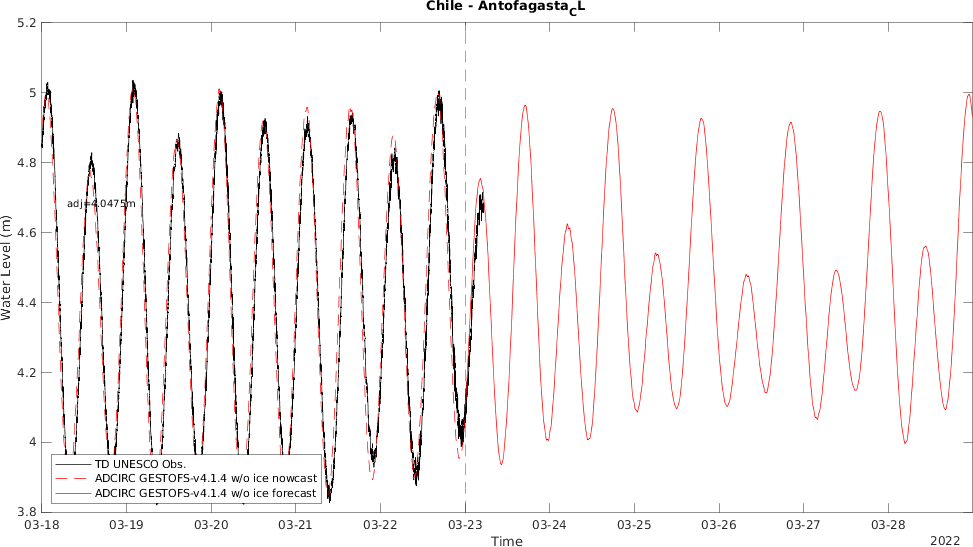 Chile - Antofagasta_CL
5.2
5
4.8
4.6
4.4
4.2
4
3.8
Water Level (m)
adj=4.0475m
TD UNESCO Obs.
ADCIRC GESTOFS-v4.1.4 w/o ice nowcast
ADCIRC GESTOFS-v4.1.4 w/o ice forecast
03-18 03-19 03-20 03-21 03-22 03-23 03-24 03-25 03-26 03-27 03-28
Time
2022